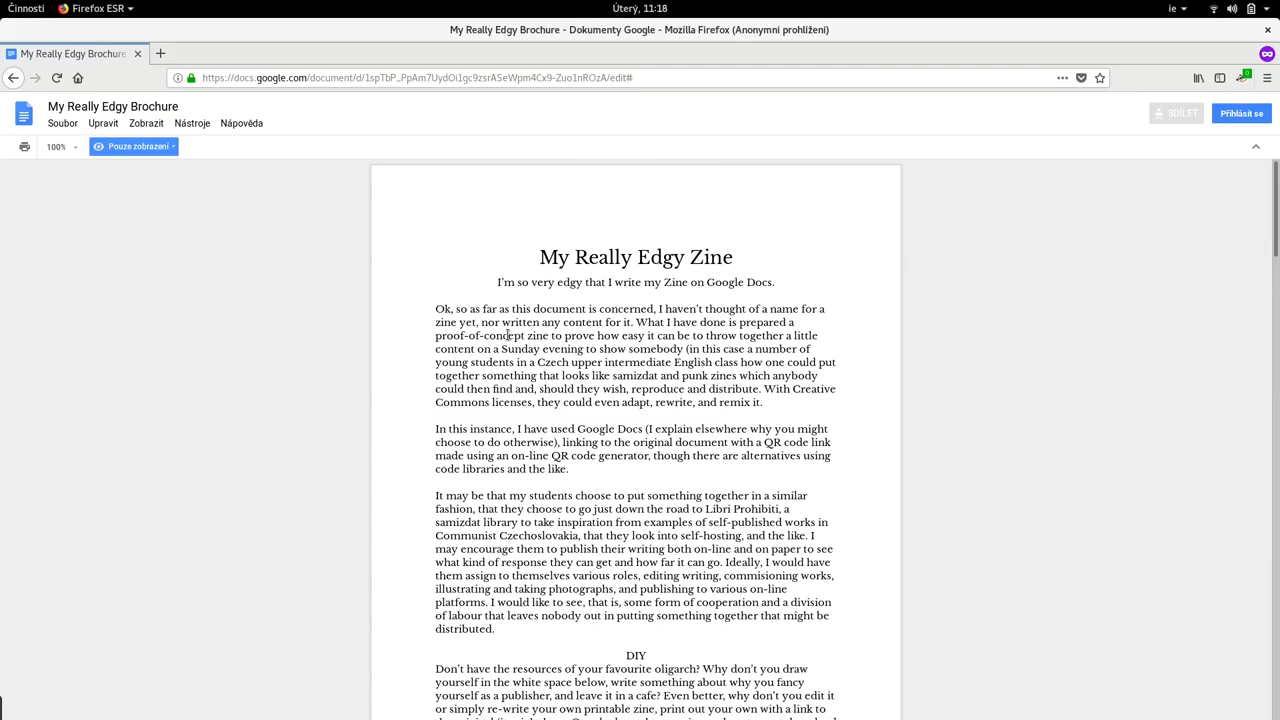 Činnosti
Firefox ESR
Úterý, 11:18
ie
My Really Edgy Brochure - Dokumenty Google - Mozilla Firefox (Anonymní prohlížení)
My Really Edgy Brochure
https://docs.google.com/document/d/1spTbP_PpAm7UydOi1gc9zsrASeWpm4Cx9-Zuo1nROzA/edit#
0
My Really Edgy Brochure
Soubor Upravit Zobrazit Nástroje Nápověda
SDÍLET
Přihlásit se
100%
Pouze zobrazení
My Really Edgy Zine
I'm so very edgy that I write my Zine on Google Docs.
Ok, so as far as this document is concerned, I haven't thought of a name for a
zine yet, nor written any content for it. What I have done is prepared a
proof-of-concept zine to prove how easy it can be to throw together a little
content on a Sunday evening to show somebody (in this case a number of
young students in a Czech upper intermediate English class how one could put
together something that looks like samizdat and punk zines which anybody
could then find and, should they wish, reproduce and distribute. With Creative
Commons licenses, they could even adapt, rewrite, and remix it.
In this instance, I have used Google Docs (I explain elsewhere why you might
choose to do otherwise), linking to the original document with a QR code link
made using an on-line QR code generator, though there are alternatives using
code libraries and the like.
It may be that my students choose to put something together in a similar
fashion, that they choose to go just down the road to Libri Prohibiti, a
samizdat library to take inspiration from examples of self-published works in
Communist Czechoslovakia, that they look into self-hosting, and the like. I
may encourage them to publish their writing both on-line and on paper to see
what kind of response they can get and how far it can go. Ideally, I would have
them assign to themselves various roles, editing writing, commisioning works,
illustrating and taking photographs, and publishing to various on-line
platforms. I would like to see, that is, some form of cooperation and a division
of labour that leaves nobody out in putting something together that might be
distributed.
DIY
Don't have the resources of your favourite oligarch? Why don't you draw
yourself in the white space below, write something about why you fancy
yourself as a publisher, and leave it in a cafe? Even better, why don't you edit it
or simply re-write your own printable zine, print out your own with a link to